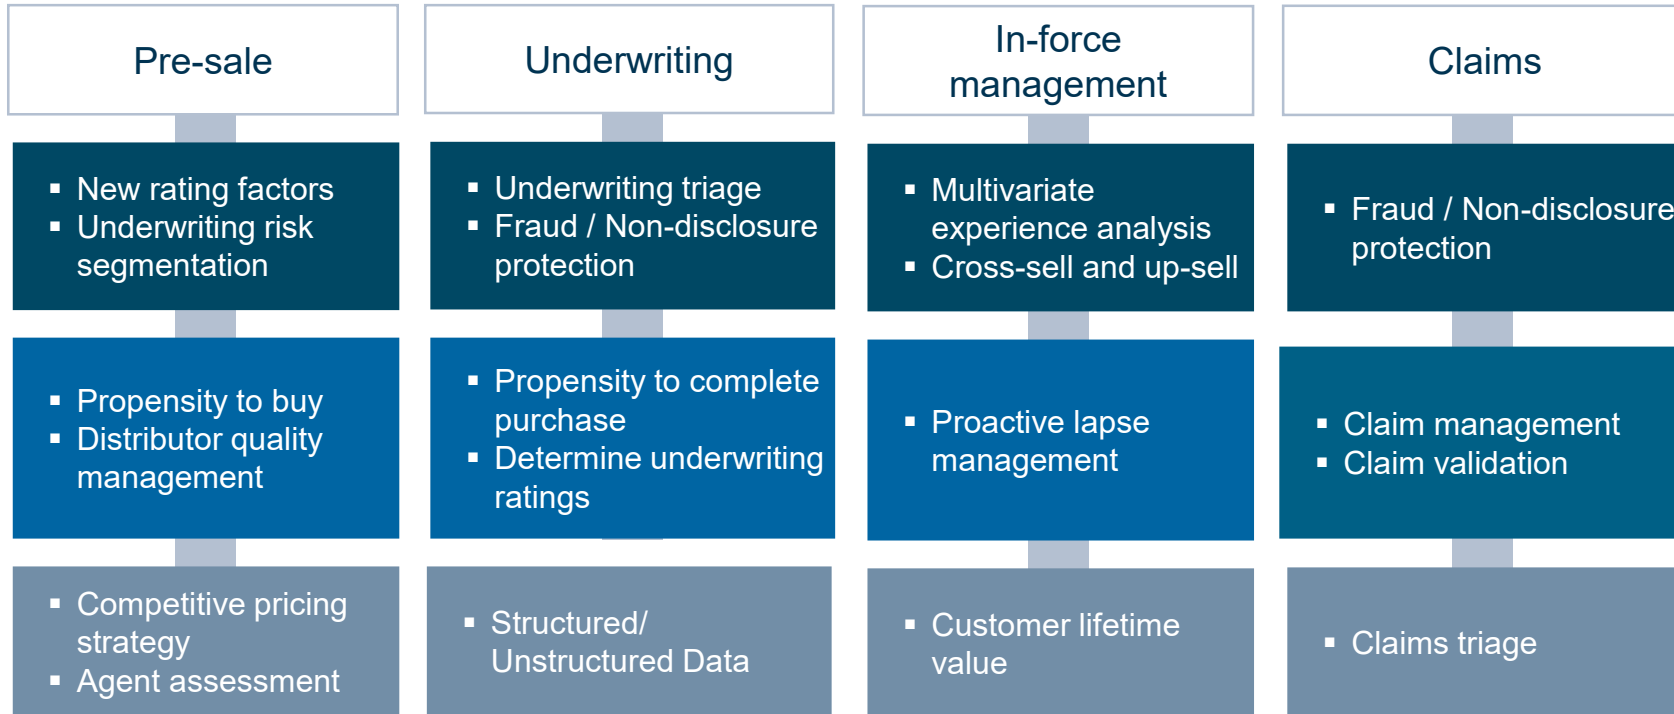 Pre-sale
▪ New rating factors
▪ Underwriting risk
segmentation
▪ Propensity to buy
▪ Distributor quality
management
▪ Competitive pricing
strategy
▪ Agent assessment
Underwriting
▪ Underwriting triage
▪ Fraud / Non-disclosure
protection
▪ Propensity to complete
purchase
▪ Determine underwriting
ratings
▪ Structured/
Unstructured Data
In-force
management
▪ Multivariate
experience analysis
▪ Cross-sell and up-sell
▪ Proactive lapse
management
▪ Customer lifetime
value
Claims
▪ Fraud / Non-disclosure
protection
▪ Claim management
▪ Claim validation
▪ Claims triage